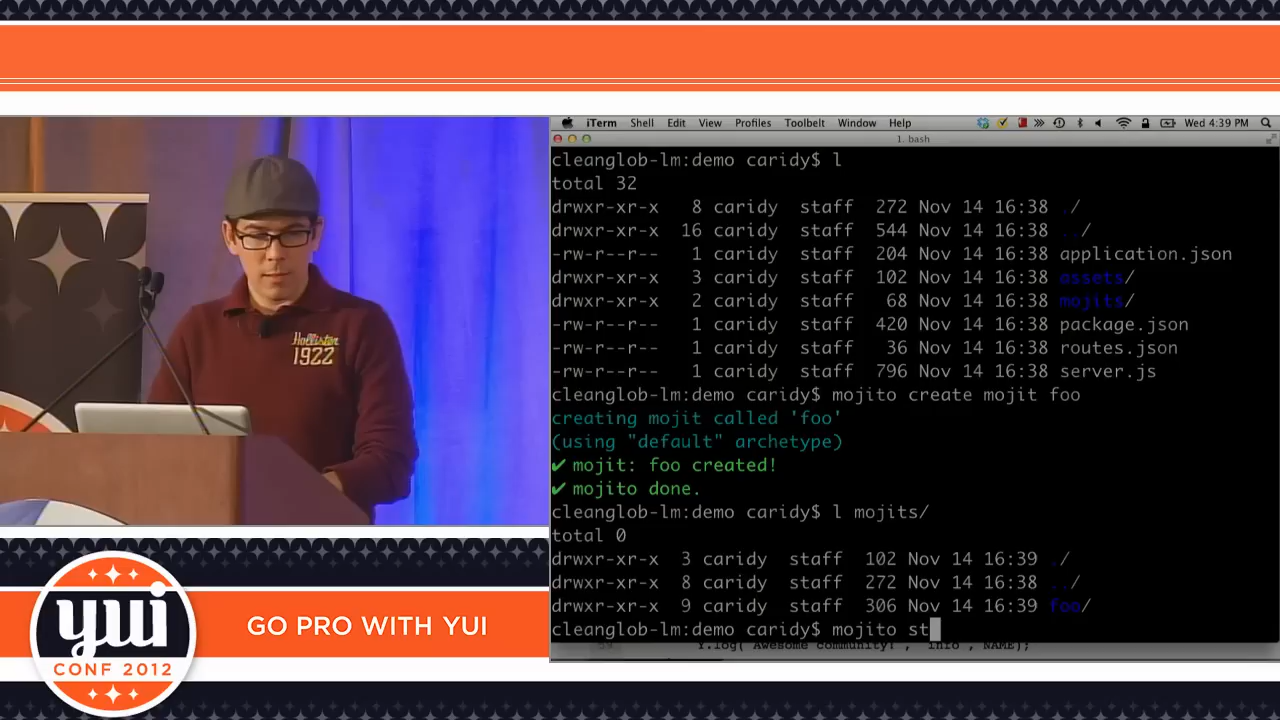 Hollister
1922
yui
CONF 2012
GO PRO WITH YUI
iTerm Shell Edit View Profiles Toolbelt Window Help Wed 4:39 PM
1. bash
cleanglob-lm:demo caridy$ l
total 32
drwxr-xr-x 8 caridy staff 272 Nov 14 16:38 ./
drwxr-xr-x 16 caridy staff 544 Nov 14 16:38 ../
-rw-r--r-- 1 caridy staff 204 Nov 14 16:38 application.json
drwxr-xr-x 3 caridy staff 102 Nov 14 16:38 assets/
drwxr-xr-x 2 caridy staff 68 Nov 14 16:38 mojits/
-rw-r--r-- 1 caridy staff 420 Nov 14 16:38 package.json
-rw-r--r-- 1 caridy staff 36 Nov 14 16:38 routes.json
-rw-r--r-- 1 caridy staff 796 Nov 14 16:38 server.js
cleanglob-lm:demo caridy$ mojito create mojit foo
creating mojit called 'foo'
(using "default" archetype)
✔ mojit: foo created!
✔ mojito done.
cleanglob-lm:demo caridy$ l mojits/
total 0
drwxr-xr-x 3 caridy staff 102 Nov 14 16:39 ./
drwxr-xr-x 8 caridy staff 272 Nov 14 16:38 ../
drwxr-xr-x 9 caridy staff 306 Nov 14 16:39 foo/
cleanglob-lm:demo caridy$ mojito st
59 Y.log('Awesome community!', 'info', NAME);